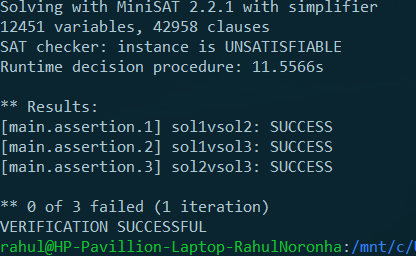 Solving with MiniSAT 2.2.1 with simplifier
12451 variables, 42958 clauses
SAT checker: instance is UNSATISFIABLE
Runtime decision procedure: 11.5566s
** Results:
[main.assertion.1] sol1vsol2: SUCCESS
[main.assertion.2] sol1vsol3: SUCCESS
[main.assertion.3] sol2vsol3: SUCCESS
** 0 of 3 failed (1 iteration)
VERIFICATION SUCCESSFUL
rahul@HP-Pavillion-Laptop-RahulNoronha:/mnt/c/